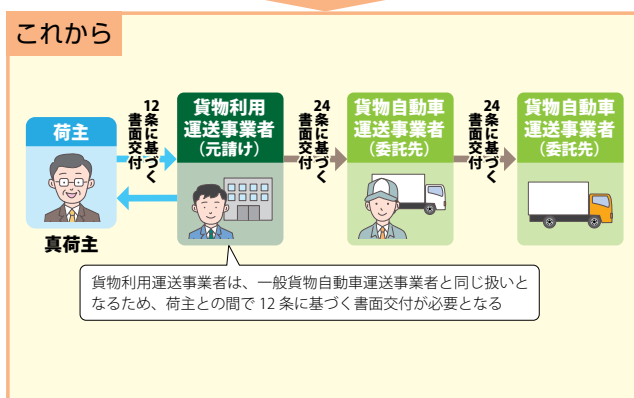 これから
荷主
真荷主
12条に基づく
書面交付
貨物利用
運送事業者
(元請け)
24条に基づく
書面交付
貨物自動車
運送事業者
(委託先)
24条に基づく
書面交付
貨物自動車
運送事業者
(委託先)
貨物利用運送事業者は、一般貨物自動車運送事業者と同じ扱いと
なるため、荷主との間で 12 条に基づく書面交付が必要となる